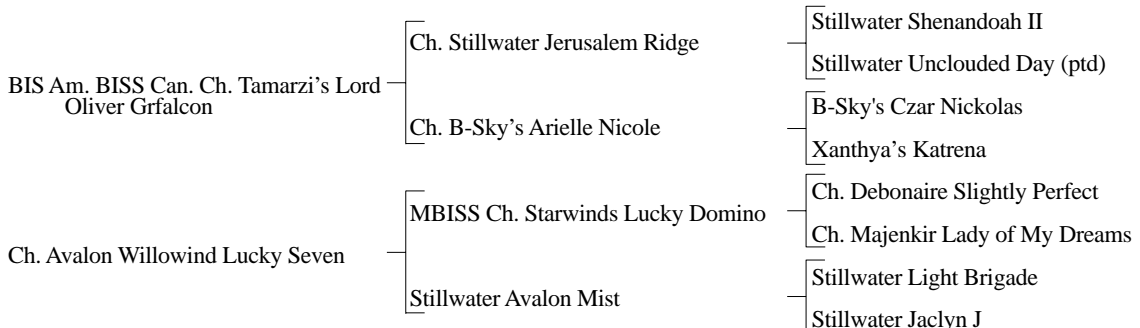 Stillwater Shenandoah II
Ch. Stillwater Jerusalem Ridge
Stillwater Uncloudy Day (ptd)
BIS Am. BISS Can. Ch. Tamarzi’s Lord
Oliver Grfalcon
B-Sky's Czar Nickolas
Ch. B-Sky’s Arielle Nicole
Xanthya’s Katrena
Ch. Debonaire Slightly Perfect
MBISS Ch. Starwinds Lucky Domino
Ch. Majenkir Lady of My Dreams
Ch. Avalon Willowind Lucky Seven
Stillwater Light Brigade
Stillwater Avalon Mist
Stillwater Jaclyn J